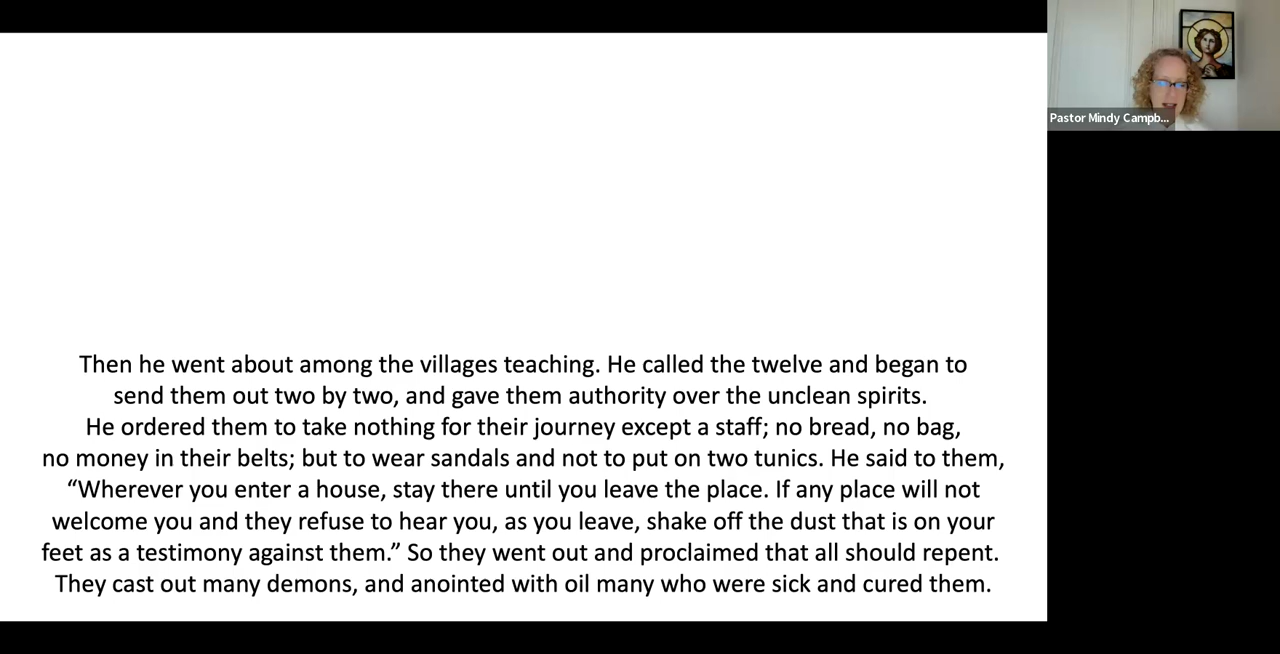 Pastor Mindy Campb...
Then he went about among the villages teaching. He called the twelve and began to
send them out two by two, and gave them authority over the unclean spirits.
He ordered them to take nothing for their journey except a staff; no bread, no bag,
no money in their belts; but to wear sandals and not to put on two tunics. He said to them,
“Wherever you enter a house, stay there until you leave the place. If any place will not
welcome you and they refuse to hear you, as you leave, shake off the dust that is on your
feet as a testimony against them.” So they went out and proclaimed that all should repent.
They cast out many demons, and anointed with oil many who were sick and cured them.